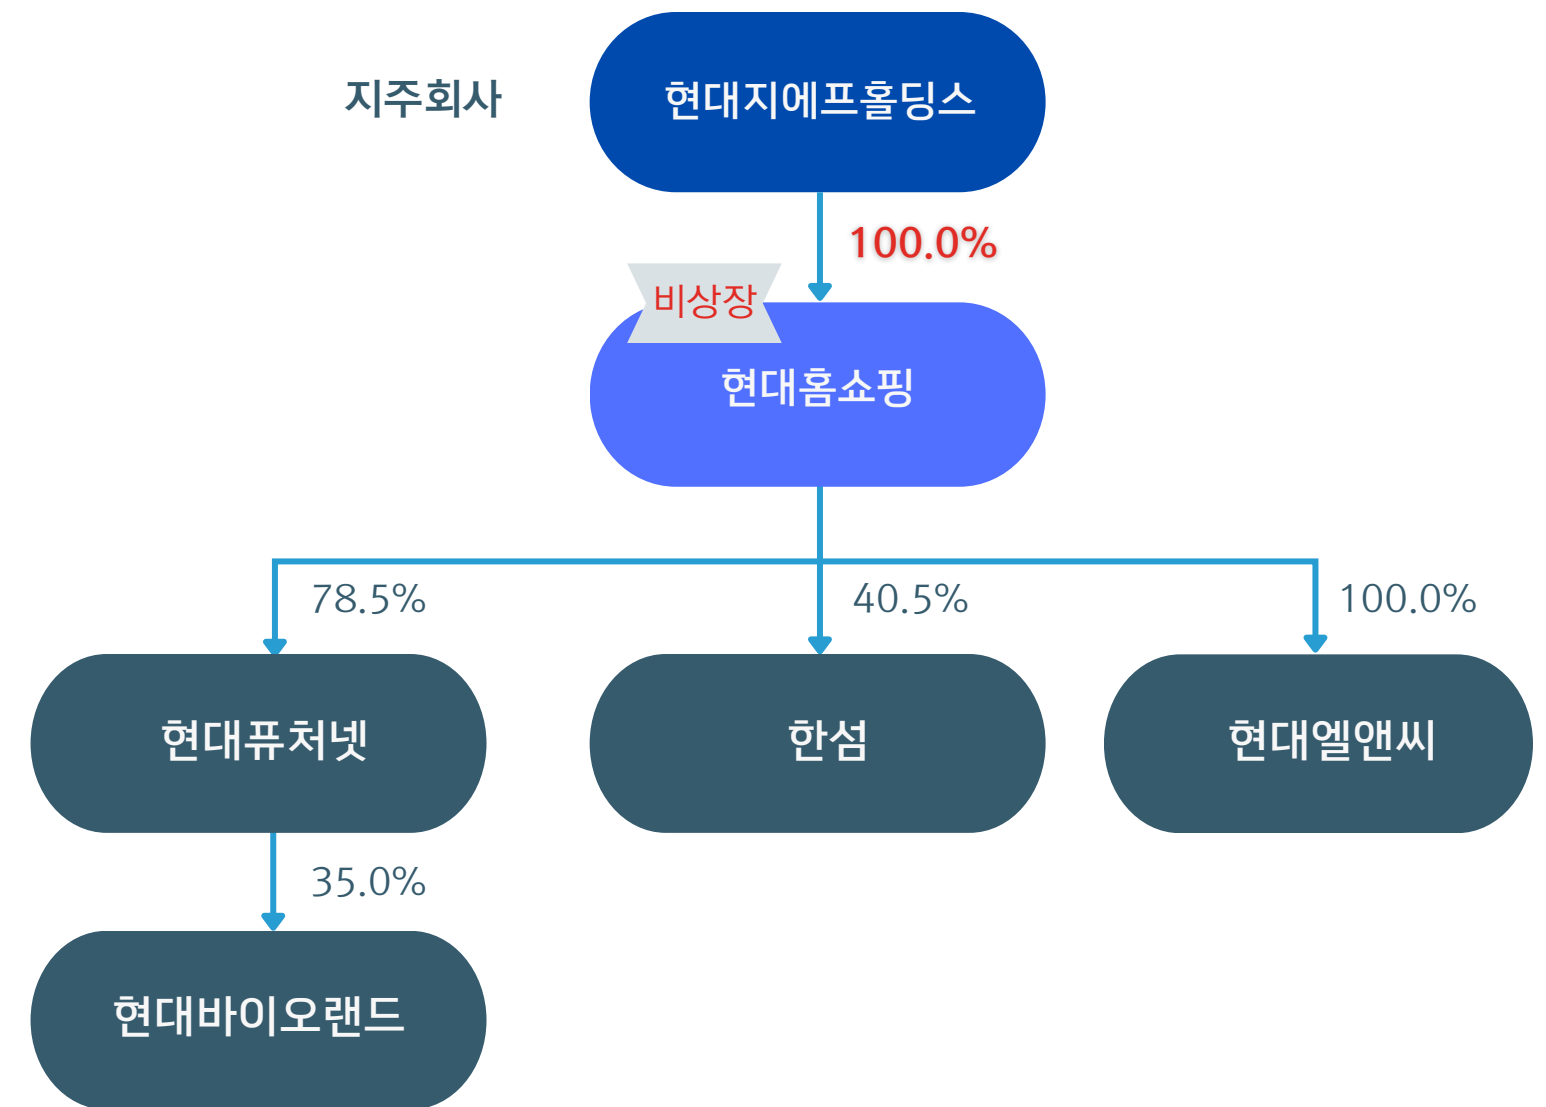 지주회사
현대지에프홀딩스
100.0%
비상장
현대홈쇼핑
78.5%
40.5%
100.0%
현대퓨처넷
한섬
현대엘앤씨
35.0%
현대바이오랜드